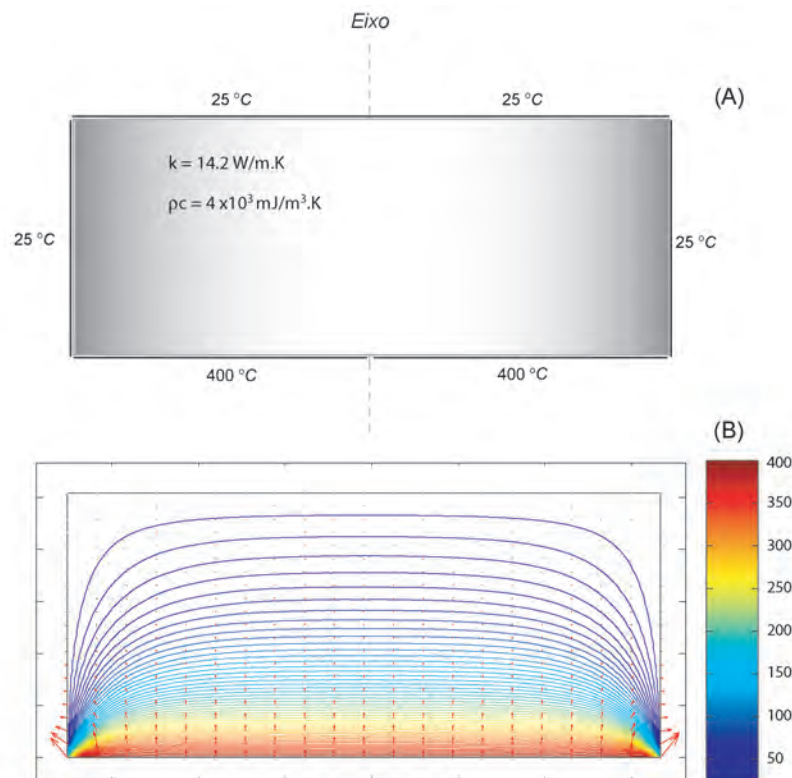 Eixo
25 °C 25 °C (A)
k = 14.2 W/m.K
ρc = 4 x10³ mJ/m³.K
25 °C 25 °C
400 °C 400 °C
(B)
400
350
300
250
200
150
100
50